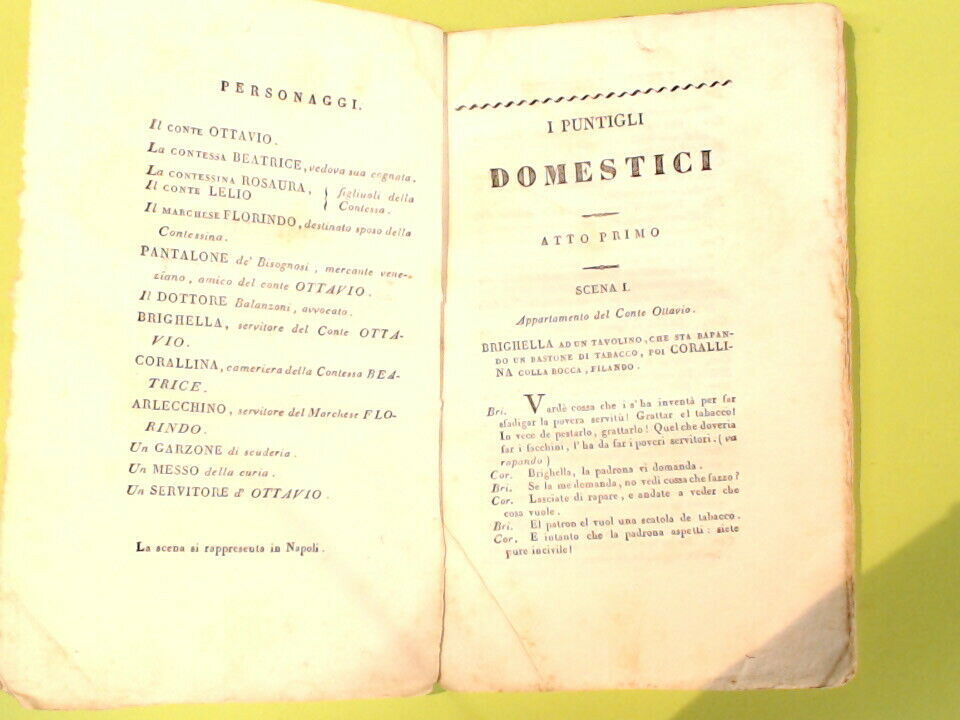 PERSONAGGI.
Il CONTE OTTAVIO.
La CONTESSA BEATRICE, vedova sua cognata.
La CONTESSINA ROSAURA, } figliuoli della
Il CONTE LELIO } Contessa.
Il MARCHESE FLORINDO, destinato sposo della
Contessina.
PANTALONE de' Bisognosi, mercante vene-
ziano, amico del conte OTTAVIO.
Il DOTTORE Balanzoni, avvocato.
BRIGHELLA, servitore del Conte OTTA-
VIO.
CORALLINA, cameriera della Contessa BEA-
TRICE.
ARLECCHINO, servitore del Marchese FLO-
RINDO.
Un GARZONE di scuderia.
Un MESSO della curia.
Un SERVITORE d' OTTAVIO.
La scena si rappresenta in Napoli.
I PUNTIGLI
DOMESTICI
ATTO PRIMO
SCENA I.
Appartamento del Conte Ottavio.
BRIGHELLA AD UN TAVOLINO, CHE STA RAPAN-
DO UN BASTONE DI TABACCO, POI CORALLI-
NA COLLA ROCCA, FILANDO.
Bri. Vardè cossa che i s' ha inventà per far
sfadigar la povera servitù! Grattar el tabacco!
In vece de pestarlo, grattarlo! Quel che doveria
far i facchini, l' ha da far i poveri servitori. (va
rapando)
Cor. Brighella, la padrona vi domanda.
Bri. Se la me domanda, no vedì cossa che fazzo?
Cor. Lasciate di rapare, e andate a veder che
cosa vuole.
Bri. El patron el vuol una scatola de tabacco.
Cor. E intanto che la padrona aspetti: siete
pure incivile!